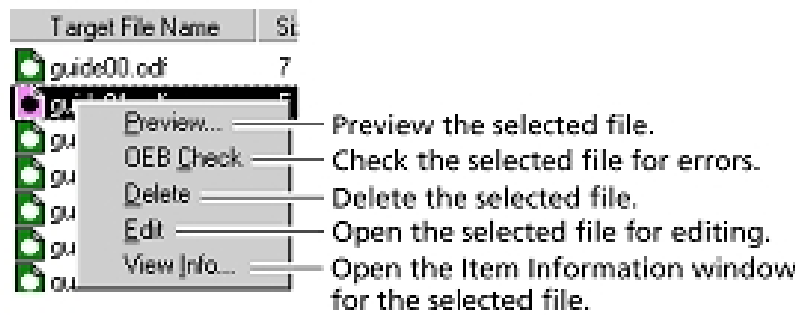 Target File Name Si
guide00.odf 7
Preview... Preview the selected file.
gu OEB Check Check the selected file for errors.
gu Delete Delete the selected file.
gu Edit Open the selected file for editing.
gu View Info... Open the Item Information window
gu for the selected file.